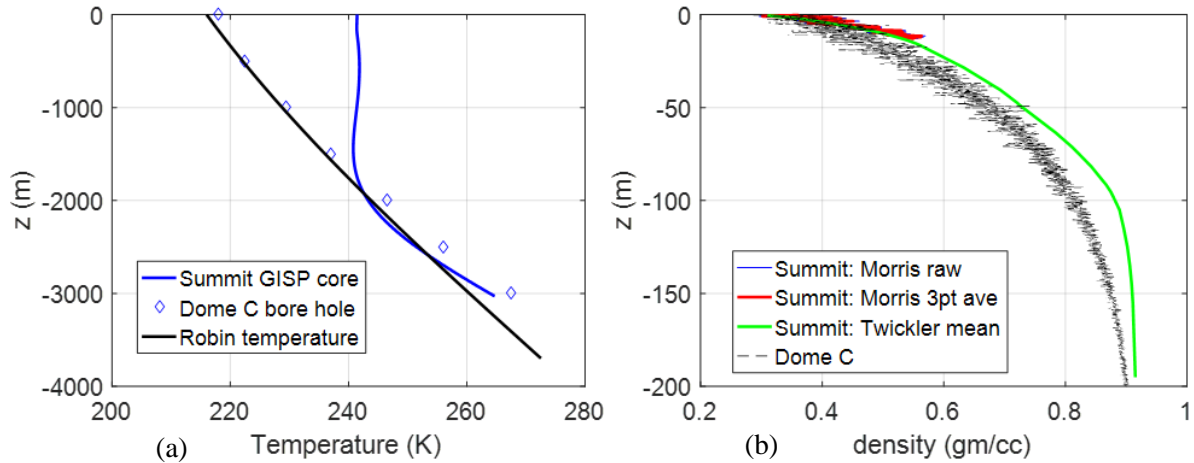 0
-1000
-2000
-3000
-4000
z (m)
200
220
240
260
280
Temperature (K)
Summit GISP core
Dome C bore hole
Robin temperature
(a)
0
-50
-100
-150
-200
z (m)
0.2
0.4
0.6
0.8
1
density (gm/cc)
Summit: Morris raw
Summit: Morris 3pt ave
Summit: Twickler mean
Dome C
(b)